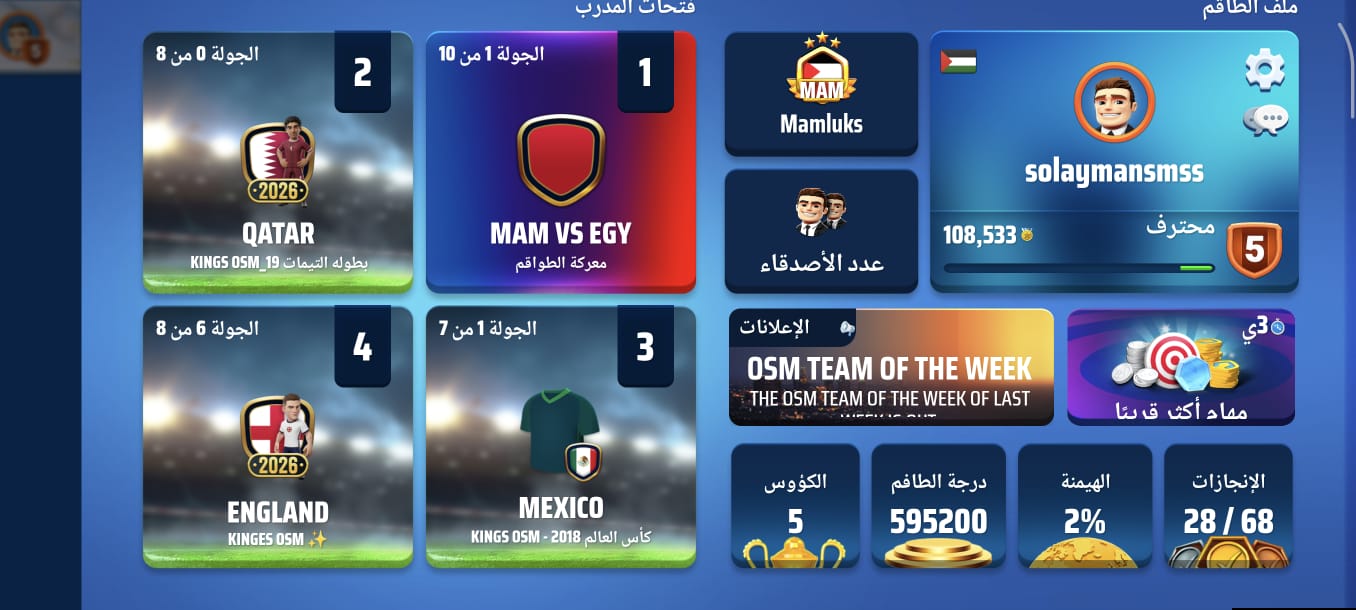 ملف الطاقم
solaymansmss
محترف
108,533
5
MAM
Mamluks
عدد الأصدقاء
3ي
مهام أكثر قريبًا
الإعلانات
OSM TEAM OF THE WEEK
THE OSM TEAM OF THE WEEK OF LAST
WEEK IS OUT
الإنجازات
28 / 68
الهيمنة
2%
درجة الطاقم
595200
الكؤوس
5
فتحات المدرب
الجولة 1 من 10
1
MAM VS EGY
معركة الطواقم
الجولة 0 من 8
2
2026
QATAR
بطوله التيمات KINGS OSM_19
الجولة 1 من 7
3
MEXICO
كأس العالم 2018 - KINGS OSM
الجولة 6 من 8
4
2026
ENGLAND
KINGES OSM ✨